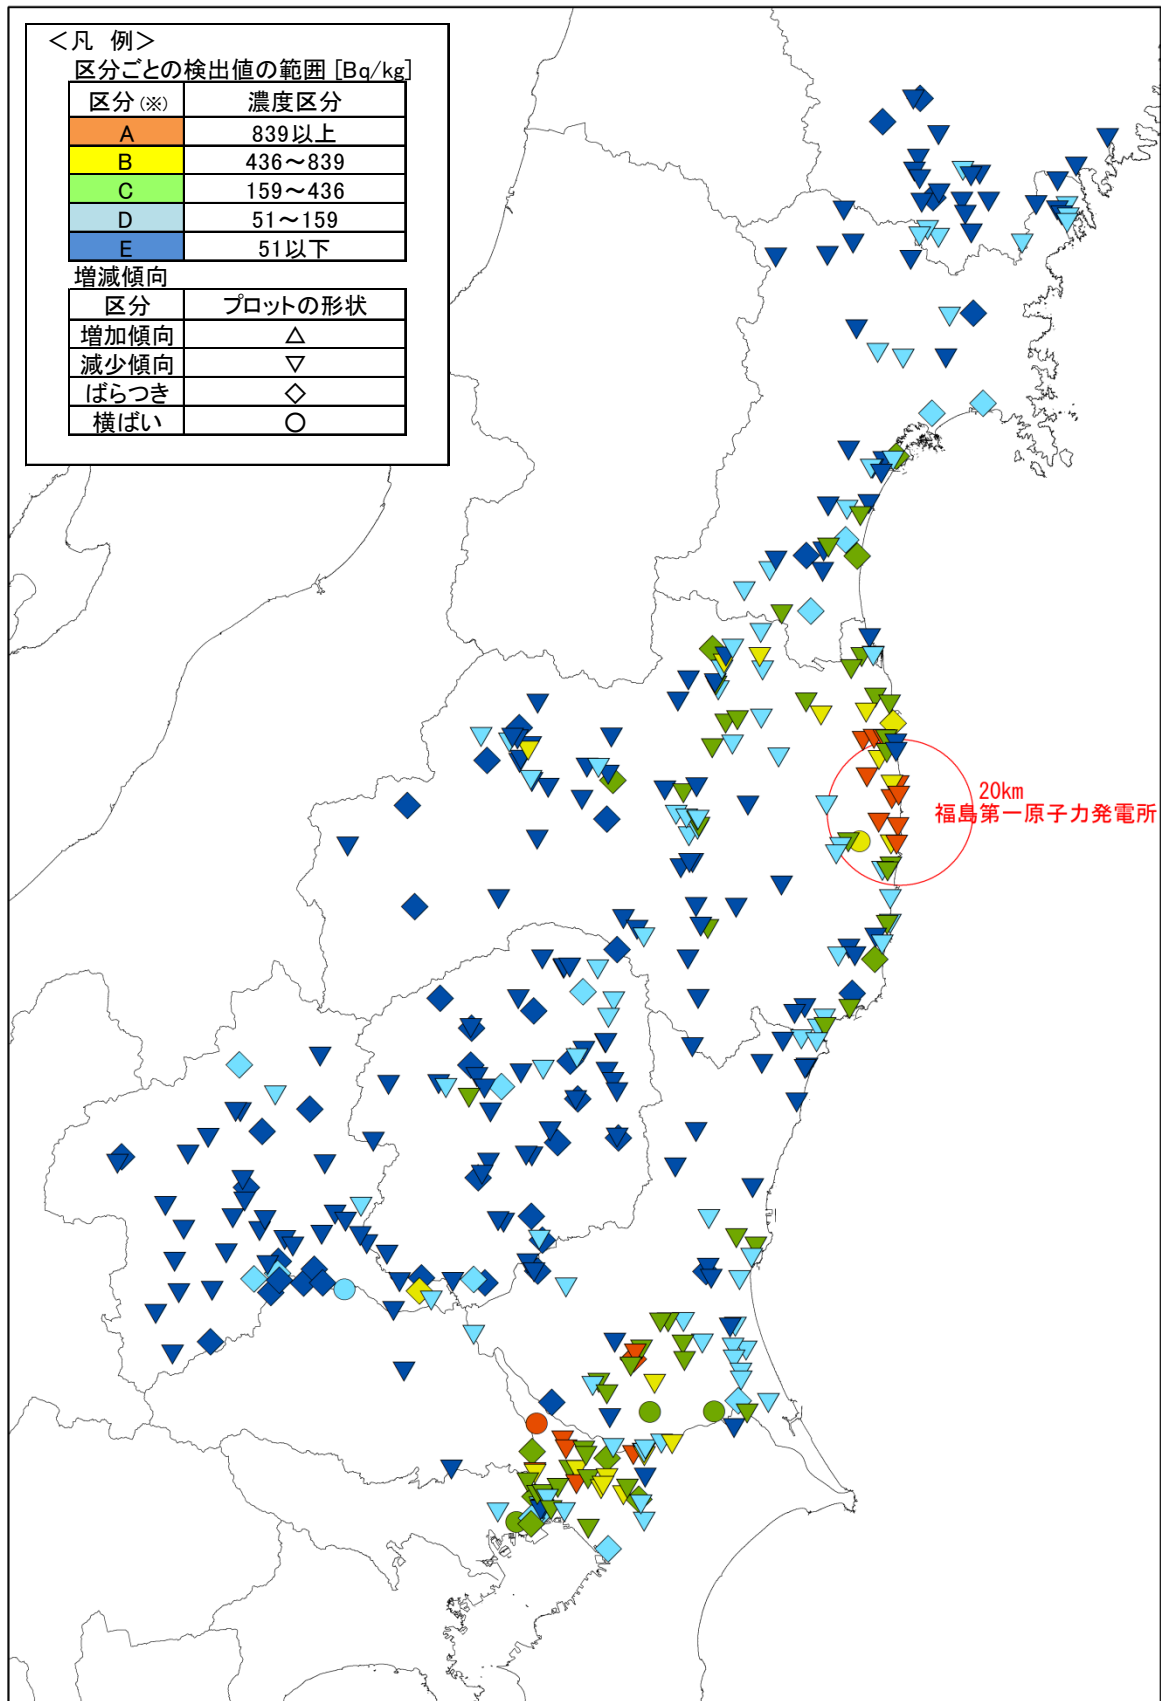 ＜凡 例＞
区分ごとの検出値の範囲 [Bq/kg]
区分(※) 濃度区分
A 839以上
B 436～839
C 159～436
D 51～159
E 51以下
増減傾向
区分 プロットの形状
増加傾向 △
減少傾向 ▽
ばらつき ◇
横ばい ○
20km
福島第一原子力発電所